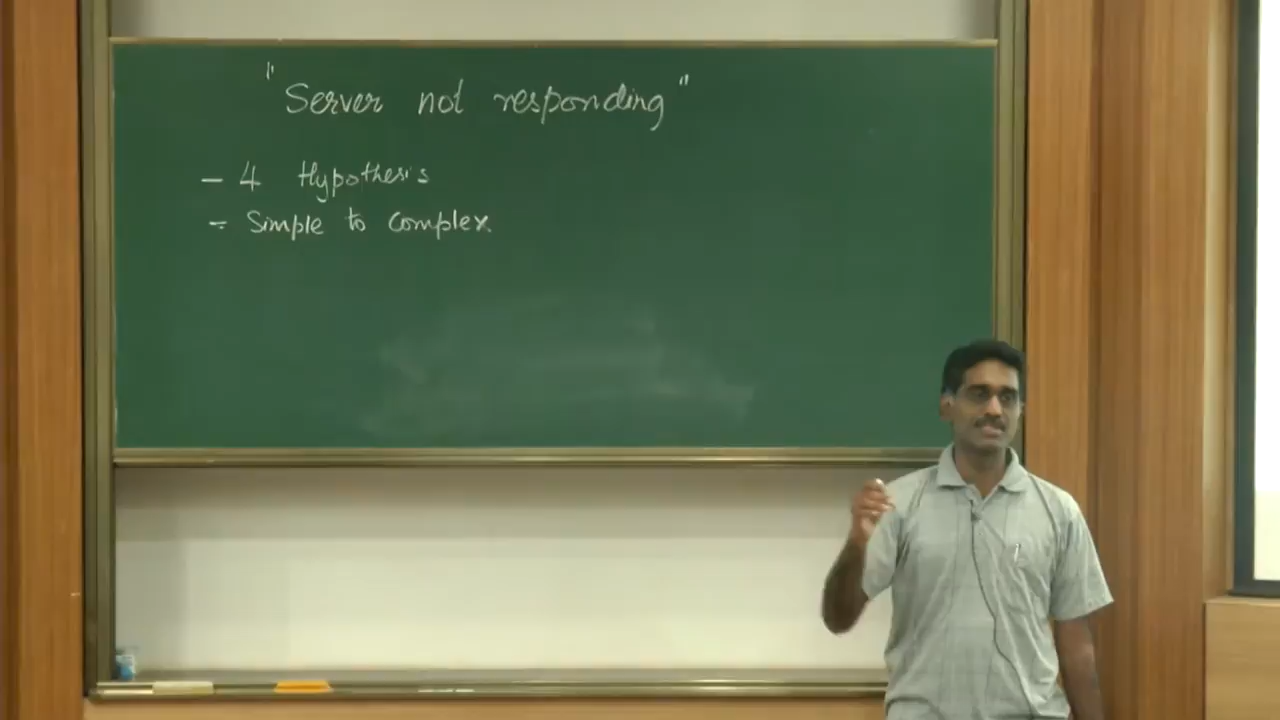 "Server not responding"
- 4 Hypothesis
- Simple to complex